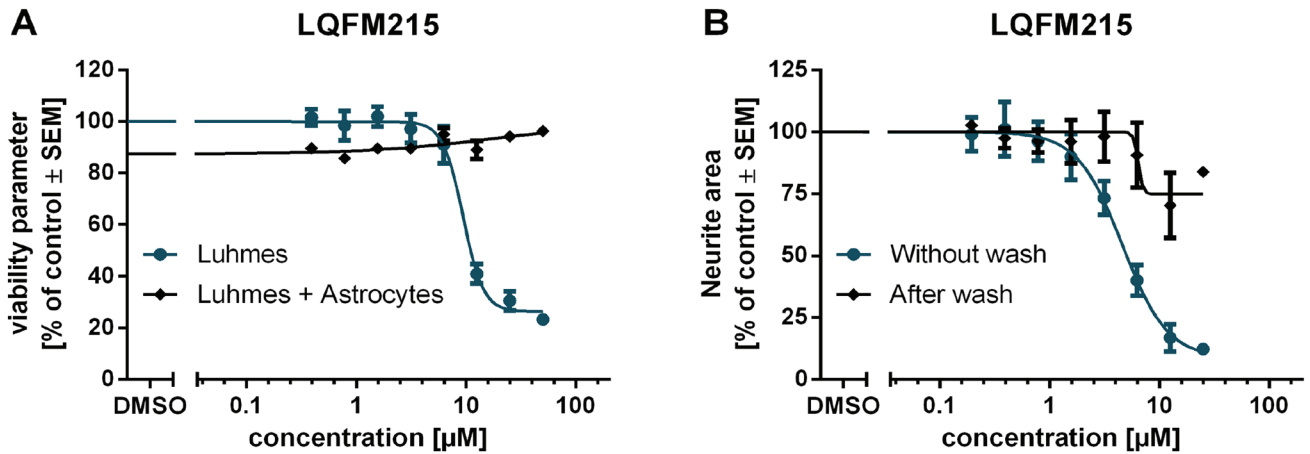 A
LQFM215
viability parameter
[% of control ± SEM]
120
100
80
60
40
20
0
Luhmes
Luhmes + Astrocytes
DMSO
0.1
1
10
100
concentration [µM]
B
LQFM215
Neurite area
[% of control ± SEM]
125
100
75
50
25
0
Without wash
After wash
DMSO
0.1
1
10
100
concentration [µM]